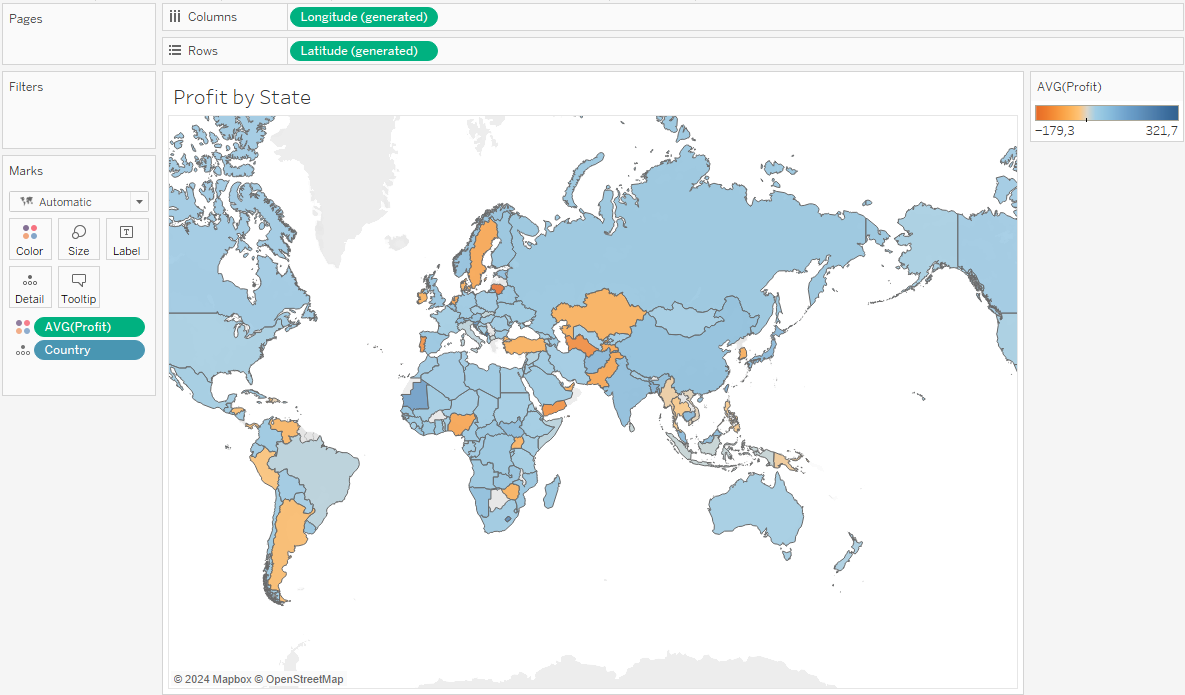 Pages
Columns
Longitude (generated)
Rows
Latitude (generated)
Filters
Profit by State
AVG(Profit)
−179,3
321,7
Marks
Automatic
Color
Size
Label
Detail
Tooltip
AVG(Profit)
Country
© 2024 Mapbox © OpenStreetMap